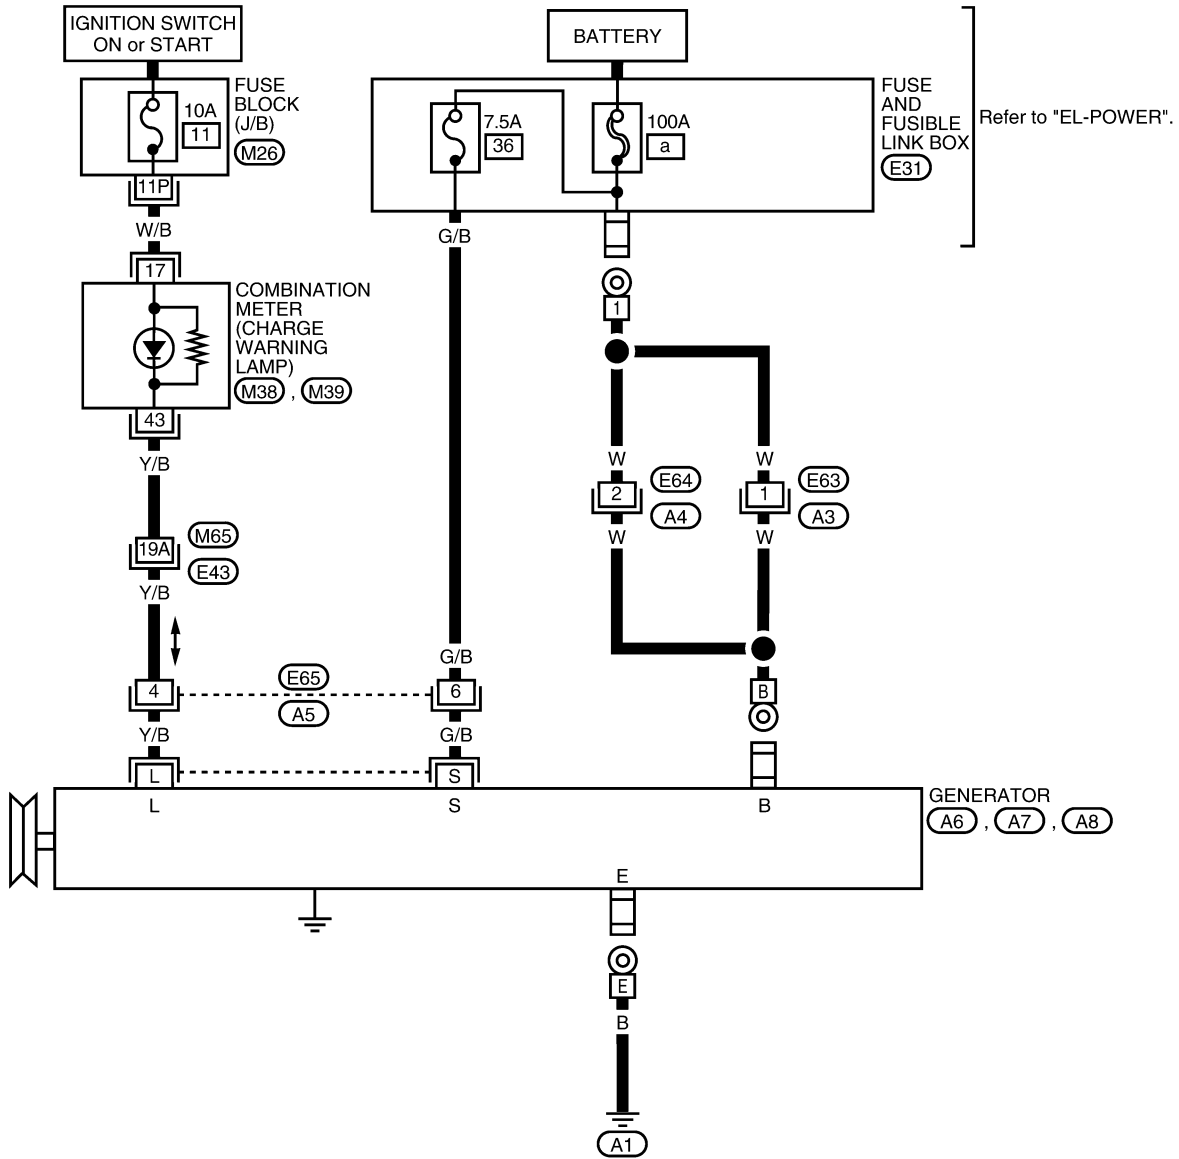 IGNITION SWITCH
ON or START
BATTERY
10A
11
FUSE
BLOCK
(J/B)
M26
7.5A
36
100A
a
FUSE
AND
FUSIBLE
LINK BOX
E31
Refer to "EL-POWER".
11P
W/B
17
COMBINATION
METER
(CHARGE
WARNING
LAMP)
M38 , M39
43
Y/B
19A
M65
E43
Y/B
4
Y/B
L
L
G/B
G/B
E65
A5
6
G/B
S
S
1
W
2
E64
A4
W
W
1
E63
A3
W
B
B
GENERATOR
A6 , A7 , A8
E
E
B
A1